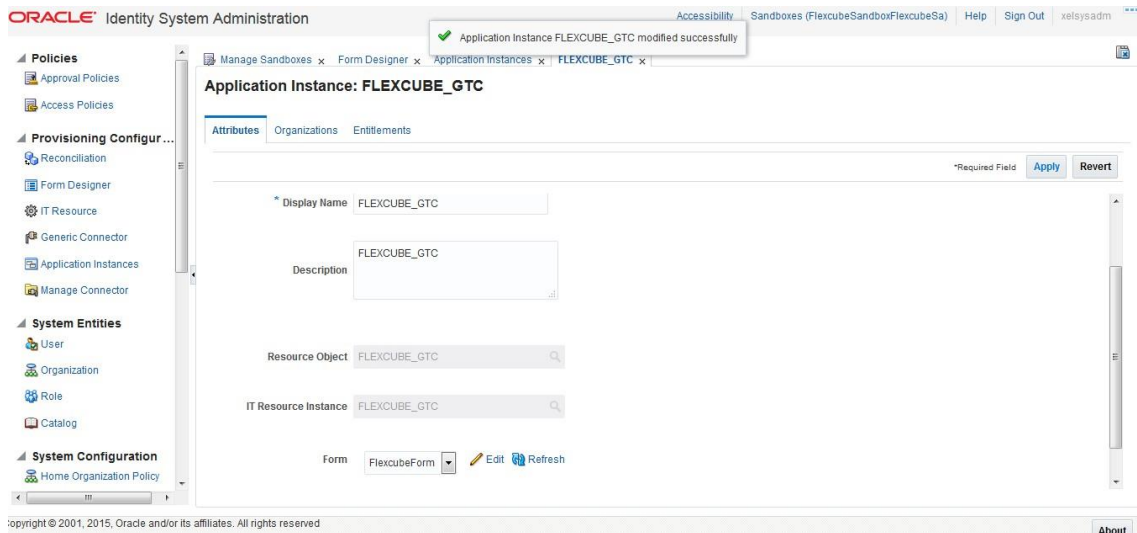 ORACLE® Identity System Administration
Accessibility Sandboxes (FlexcubeSandboxFlexcubeSa) Help Sign Out xelsysadm
Application Instance FLEXCUBE_GTC modified successfully
Policies
Approval Policies
Access Policies
Provisioning Configur...
Reconciliation
Form Designer
IT Resource
Generic Connector
Application Instances
Manage Connector
System Entities
User
Organization
Role
Catalog
System Configuration
Home Organization Policy
Manage Sandboxes x Form Designer x Application Instances x FLEXCUBE_GTC x
Application Instance: FLEXCUBE_GTC
Attributes Organizations Entitlements
*Required Field Apply Revert
* Display Name FLEXCUBE_GTC
Description FLEXCUBE_GTC
Resource Object FLEXCUBE_GTC
IT Resource Instance FLEXCUBE_GTC
Form FlexcubeForm Edit Refresh
opyright © 2001, 2015, Oracle and/or its affiliates. All rights reserved
About